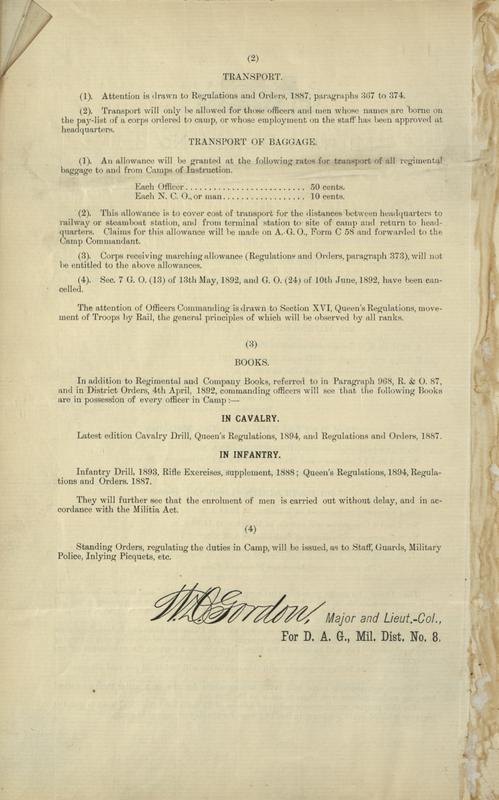 (2)
TRANSPORT.
(1). Attention is drawn to Regulations and Orders, 1887, paragraphs 367 to 374.
(2). Transport will only be allowed for those officers and men whose names are borne on
the pay-list of a corps ordered to camp, or whose employment on the staff has been approved at
headquarters.
TRANSPORT OF BAGGAGE.
(1). An allowance will be granted at the following rates for transport of all regimental
baggage to and from Camps of Instruction.
Each Officer......................... 50 cents.
Each N. C. O., or man................. 10 cents.
(2). This allowance is to cover cost of transport for the distances between headquarters to
railway or steamboat station, and from terminal station to site of camp and return to head-
quarters. Claims for this allowance will be made on A. G. O., Form C 58 and forwarded to the
Camp Commandant.
(3). Corps receiving marching allowance (Regulations and Orders, paragraph 373), will not
be entitled to the above allowances.
(4). Sec. 7 G. O. (13) of 13th May, 1892, and G. O. (24) of 10th June, 1892, have been can-
celled.
The attention of Officers Commanding is drawn to Section XVI, Queen's Regulations, move-
ment of Troops by Rail, the general principles of which will be observed by all ranks.
(3)
BOOKS.
In addition to Regimental and Company Books, referred to in Paragraph 968, R. & O. 87,
and in District Orders, 4th April, 1892, commanding officers will see that the following Books
are in possession of every officer in Camp :—
IN CAVALRY.
Latest edition Cavalry Drill, Queen's Regulations, 1894, and Regulations and Orders, 1887.
IN INFANTRY.
Infantry Drill, 1893, Rifle Exercises, supplement, 1888; Queen's Regulations, 1894, Regula-
tions and Orders. 1887.
They will further see that the enrolment of men is carried out without delay, and in ac-
cordance with the Militia Act.
(4)
Standing Orders, regulating the duties in Camp, will be issued, as to Staff, Guards, Military
Police, Inlying Picquets, etc.
W.D. Gordon, Major and Lieut.-Col.,
For D. A. G., Mil. Dist. No. 8.